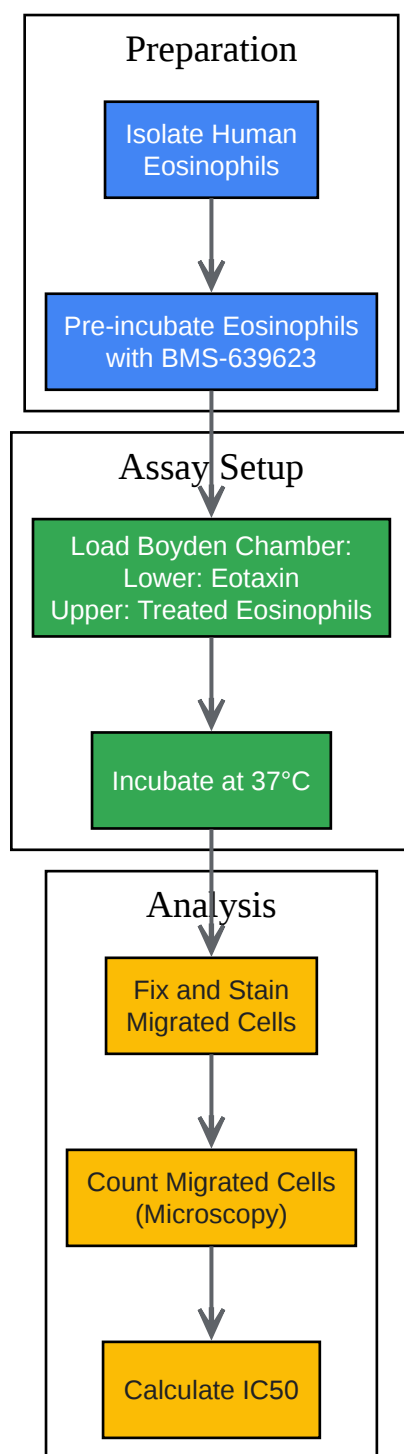 Preparation
Isolate Human
Eosinophils
Pre-incubate Eosinophils
with BMS-639623
Assay Setup
Load Boyden Chamber:
Lower: Eotaxin
Upper: Treated Eosinophils
Incubate at 37°C
Analysis
Fix and Stain
Migrated Cells
Count Migrated Cells
(Microscopy)
Calculate IC50